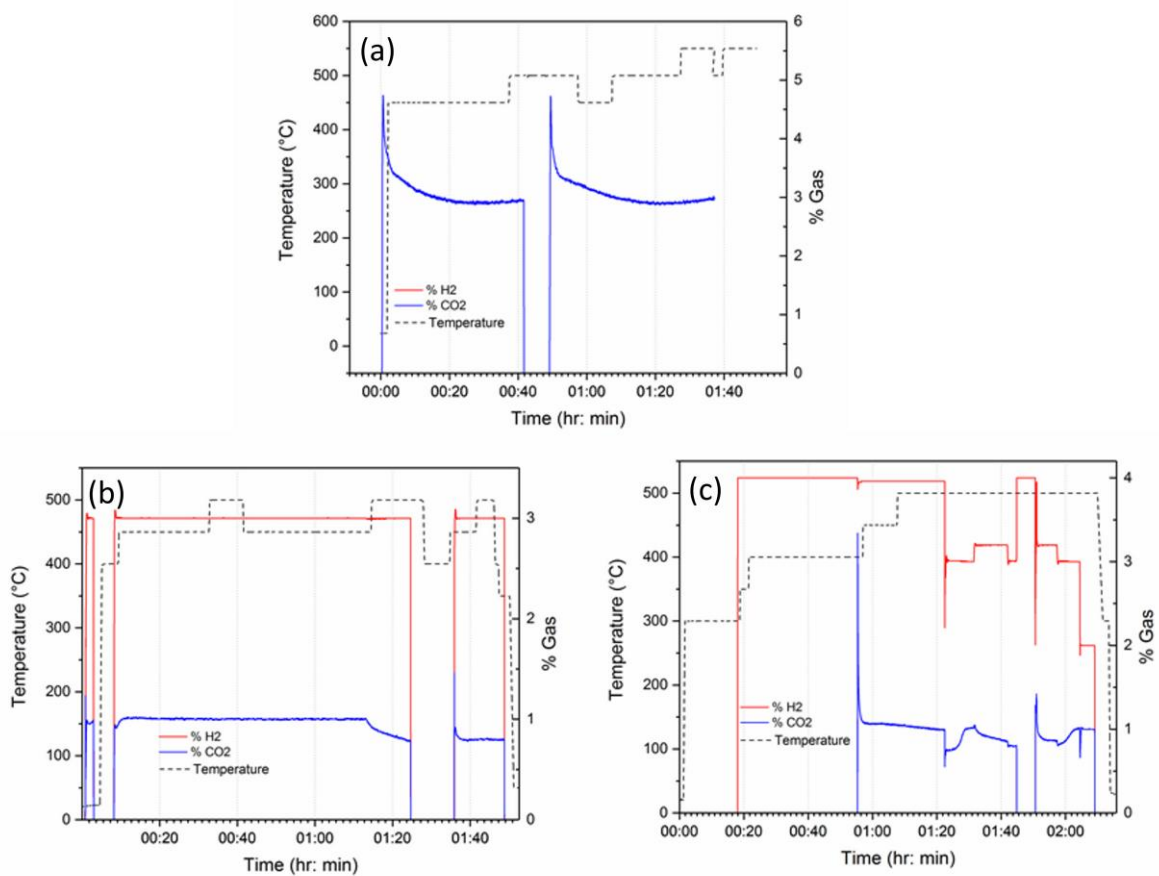 (a)
600
500
400
300
200
100
0
Temperature (°C)
6
5
4
3
2
1
0
% Gas
% H2
% CO2
Temperature
00:00 00:20 00:40 01:00 01:20 01:40
Time (hr: min)
(b)
500
450
400
350
300
250
200
150
100
50
0
Temperature (°C)
3
2
1
0
% Gas
% H2
% CO2
Temperature
00:20 00:40 01:00 01:20 01:40
Time (hr: min)
(c)
500
400
300
200
100
0
Temperature (°C)
4
3
2
1
0
% Gas
% H2
% CO2
Temperature
00:00 00:20 00:40 01:00 01:20 01:40 02:00
Time (hr: min)